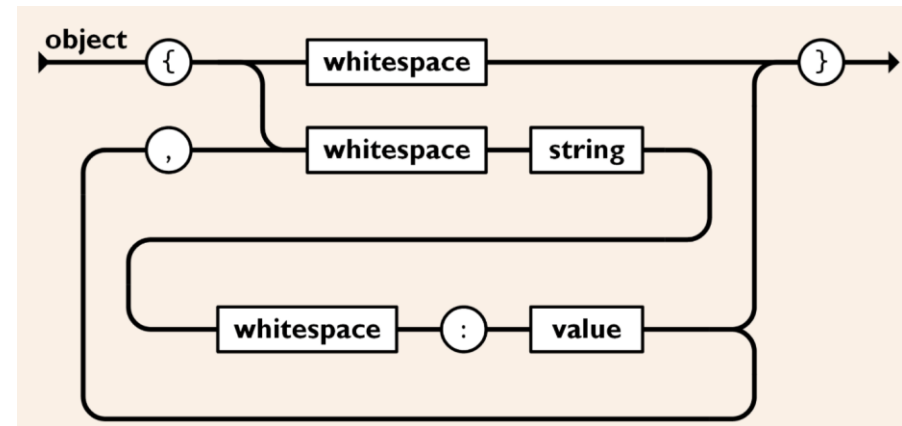 object
{ whitespace }
, whitespace string
whitespace : value